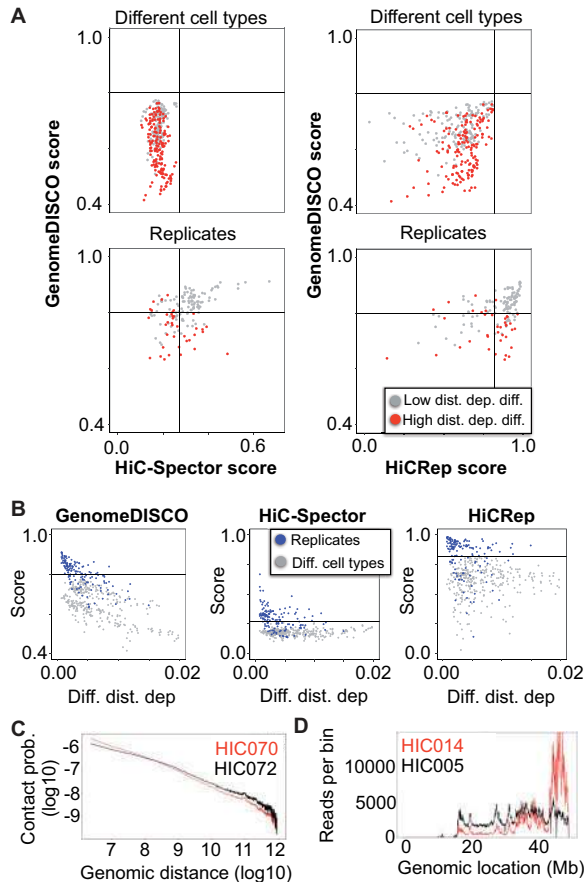 A
Different cell types
Different cell types
1.0
1.0
GenomeDISCO score
GenomeDISCO score
0.4
0.4
Replicates
Replicates
1.0
1.0
0.4
0.4
Low dist. dep. diff.
High dist. dep. diff.
0.0
0.6
0.0
1.0
HiC-Spector score
HiCRep score
B
GenomeDISCO
HiC-Spector
HiCRep
1.0
1.0
1.0
Replicates
Diff. cell types
Score
Score
Score
0.4
0.0
0.0
0.00
0.02
0.00
0.02
0.00
0.02
Diff. dist. dep
Diff. dist. dep
Diff. dist. dep
C
D
Contact prob.
(log10)
-6
-7
-8
-9
HIC070
HIC072
7
8
9
10
11
12
Genomic distance (log10)
Reads per bin
10000
5000
0
HIC014
HIC005
0
20
40
60
Genomic location (Mb)